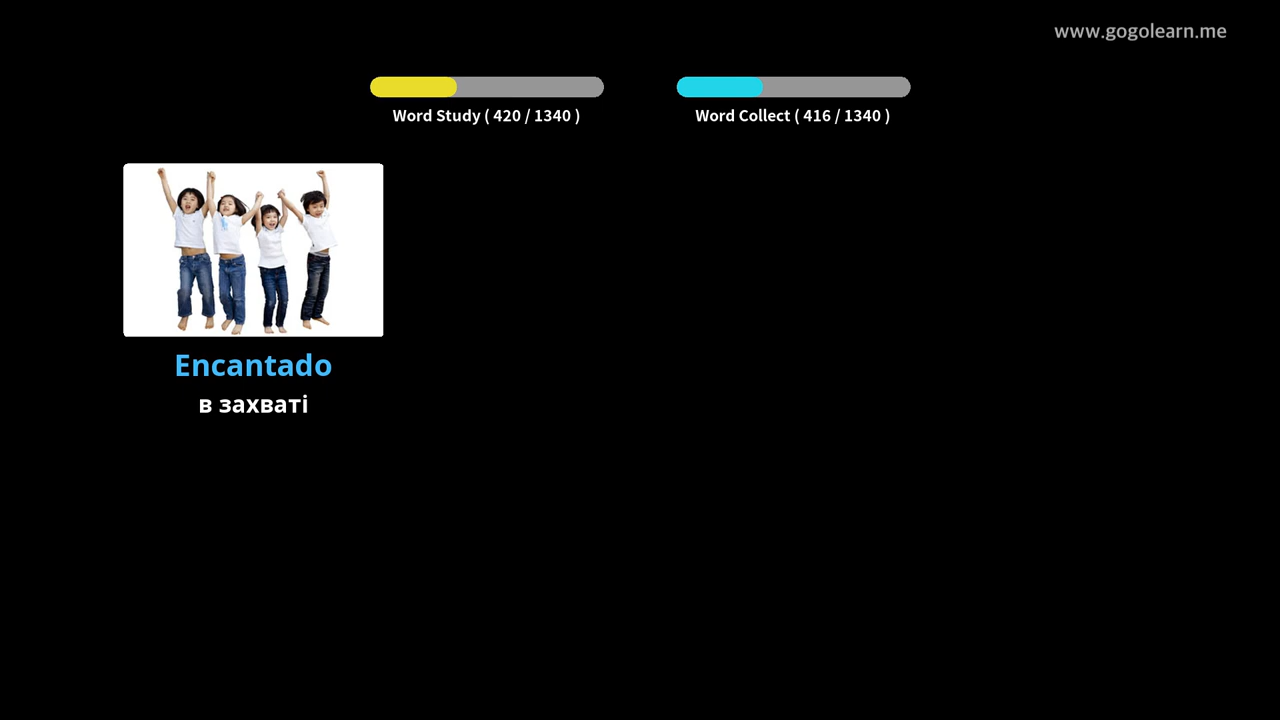 www.gogolearn.me
Word Study ( 420 / 1340 )
Word Collect ( 416 / 1340 )
Encantado
в захваті